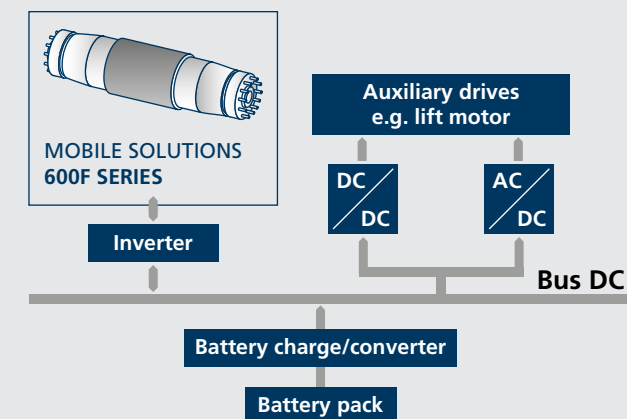 MOBILE SOLUTIONS
600F SERIES
Auxiliary drives
e.g. lift motor
DC
DC
AC
DC
Inverter
Bus DC
Battery charge/converter
Battery pack